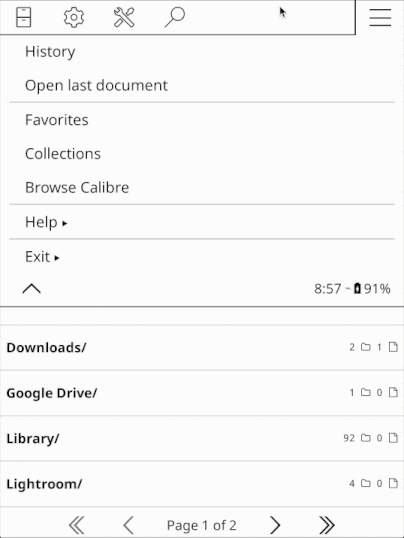 History
Open last document
Favorites
Collections
Browse Calibre
Help ▸
Exit ▸
8:57 ~ 91%
Downloads/ 2 1
Google Drive/ 1 0
Library/ 92 0
Lightroom/ 4 0
Page 1 of 2